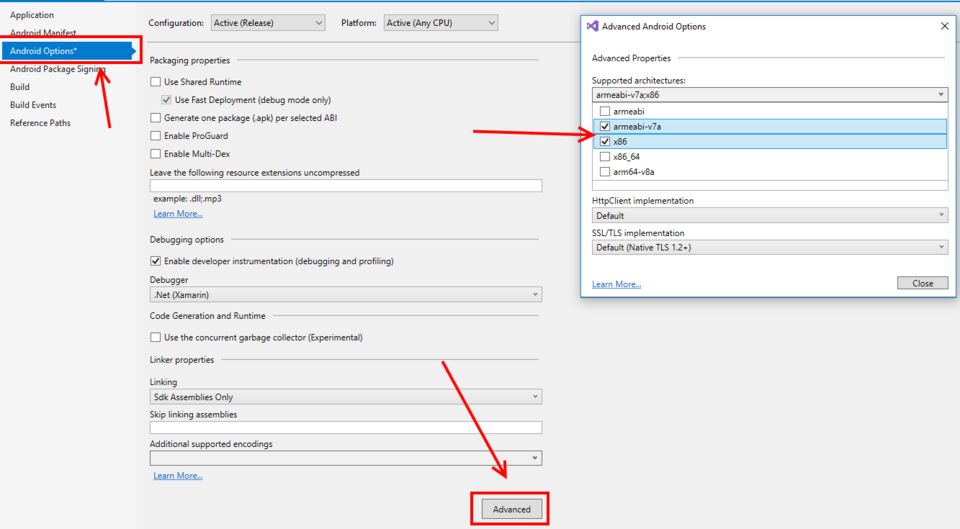 Application
Android Manifest
Android Options*
Android Package Signing
Build
Build Events
Reference Paths
Configuration: Active (Release) Platform: Active (Any CPU)
Packaging properties
Use Shared Runtime
Use Fast Deployment (debug mode only)
Generate one package (.apk) per selected ABI
Enable ProGuard
Enable Multi-Dex
Leave the following resource extensions uncompressed
example: .dll;.mp3
Learn More...
Debugging options
Enable developer instrumentation (debugging and profiling)
Debugger
.Net (Xamarin)
Code Generation and Runtime
Use the concurrent garbage collector (Experimental)
Linker properties
Linking
Sdk Assemblies Only
Skip linking assemblies
Additional supported encodings
Learn More...
Advanced
Advanced Android Options
Advanced Properties
Supported architectures:
armeabi-v7a;x86
armeabi
armeabi-v7a
x86
x86_64
arm64-v8a
HttpClient implementation
Default
SSL/TLS implementation
Default (Native TLS 1.2+)
Learn More...
Close